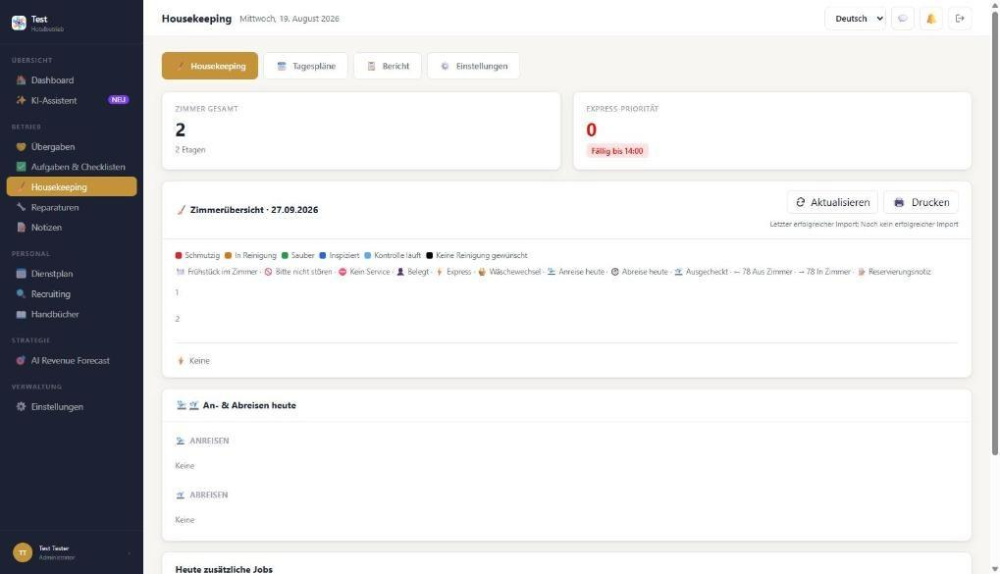 Test
Hotelbetrieb
ÜBERSICHT
Dashboard
KI-Assistent NEU
BETRIEB
Übergaben
Aufgaben & Checklisten
Housekeeping
Reparaturen
Notizen
PERSONAL
Dienstplan
Recruiting
Handbücher
STRATEGIE
AI Revenue Forecast
VERWALTUNG
Einstellungen
TT
Test Tester
Administrator
Housekeeping Mittwoch, 19. August 2026
Deutsch
Housekeeping Tagespläne Bericht Einstellungen
ZIMMER GESAMT
2
2 Etagen
EXPRESS-PRIORITÄT
0
Fällig bis 14:00
Zimmerübersicht · 27.09.2026
Aktualisieren Drucken
Letzter erfolgreicher Import: Noch kein erfolgreicher Import
Schmutzig In Reinigung Sauber Inspiziert Kontrolle läuft Keine Reinigung gewünscht
Frühstück im Zimmer · Bitte nicht stören · Kein Service · Belegt · Express · Wäschewechsel · Anreise heute · Abreise heute · Ausgecheckt · ← 78 Aus Zimmer · → 78 In Zimmer · Reservierungsnotiz
1
2
Keine
An- & Abreisen heute
ANREISEN
Keine
ABREISEN
Keine
Heute zusätzliche Jobs